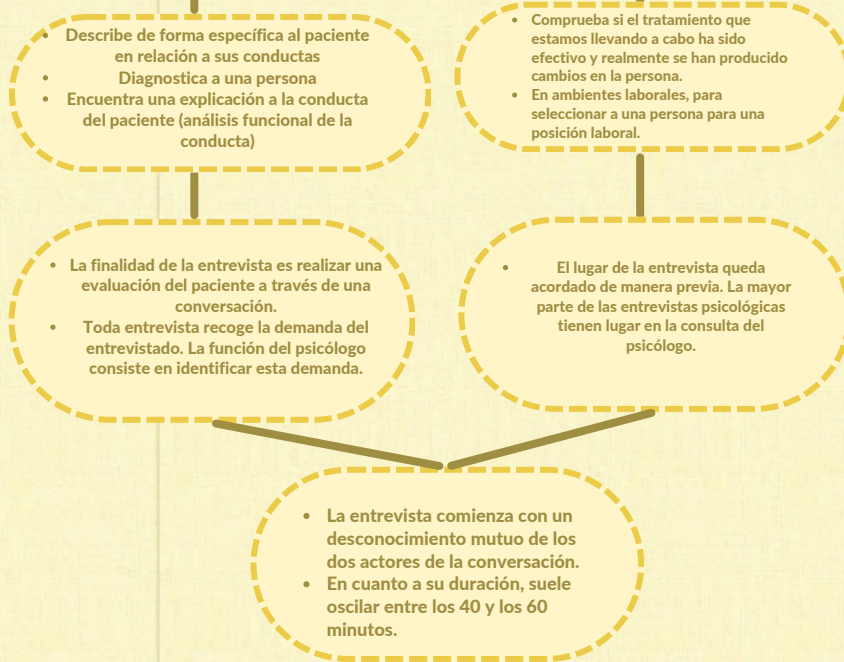 • Describe de forma específica al paciente
en relación a sus conductas
• Diagnostica a una persona
• Encuentra una explicación a la conducta
del paciente (análisis funcional de la
conducta)
• Comprueba si el tratamiento que
estamos llevando a cabo ha sido
efectivo y realmente se han producido
cambios en la persona.
• En ambientes laborales, para
seleccionar a una persona para una
posición laboral.
• La finalidad de la entrevista es realizar una
evaluación del paciente a través de una
conversación.
• Toda entrevista recoge la demanda del
entrevistado. La función del psicólogo
consiste en identificar esta demanda.
• El lugar de la entrevista queda
acordado de manera previa. La mayor
parte de las entrevistas psicológicas
tienen lugar en la consulta del
psicólogo.
• La entrevista comienza con un
desconocimiento mutuo de los
dos actores de la conversación.
• En cuanto a su duración, suele
oscilar entre los 40 y los 60
minutos.